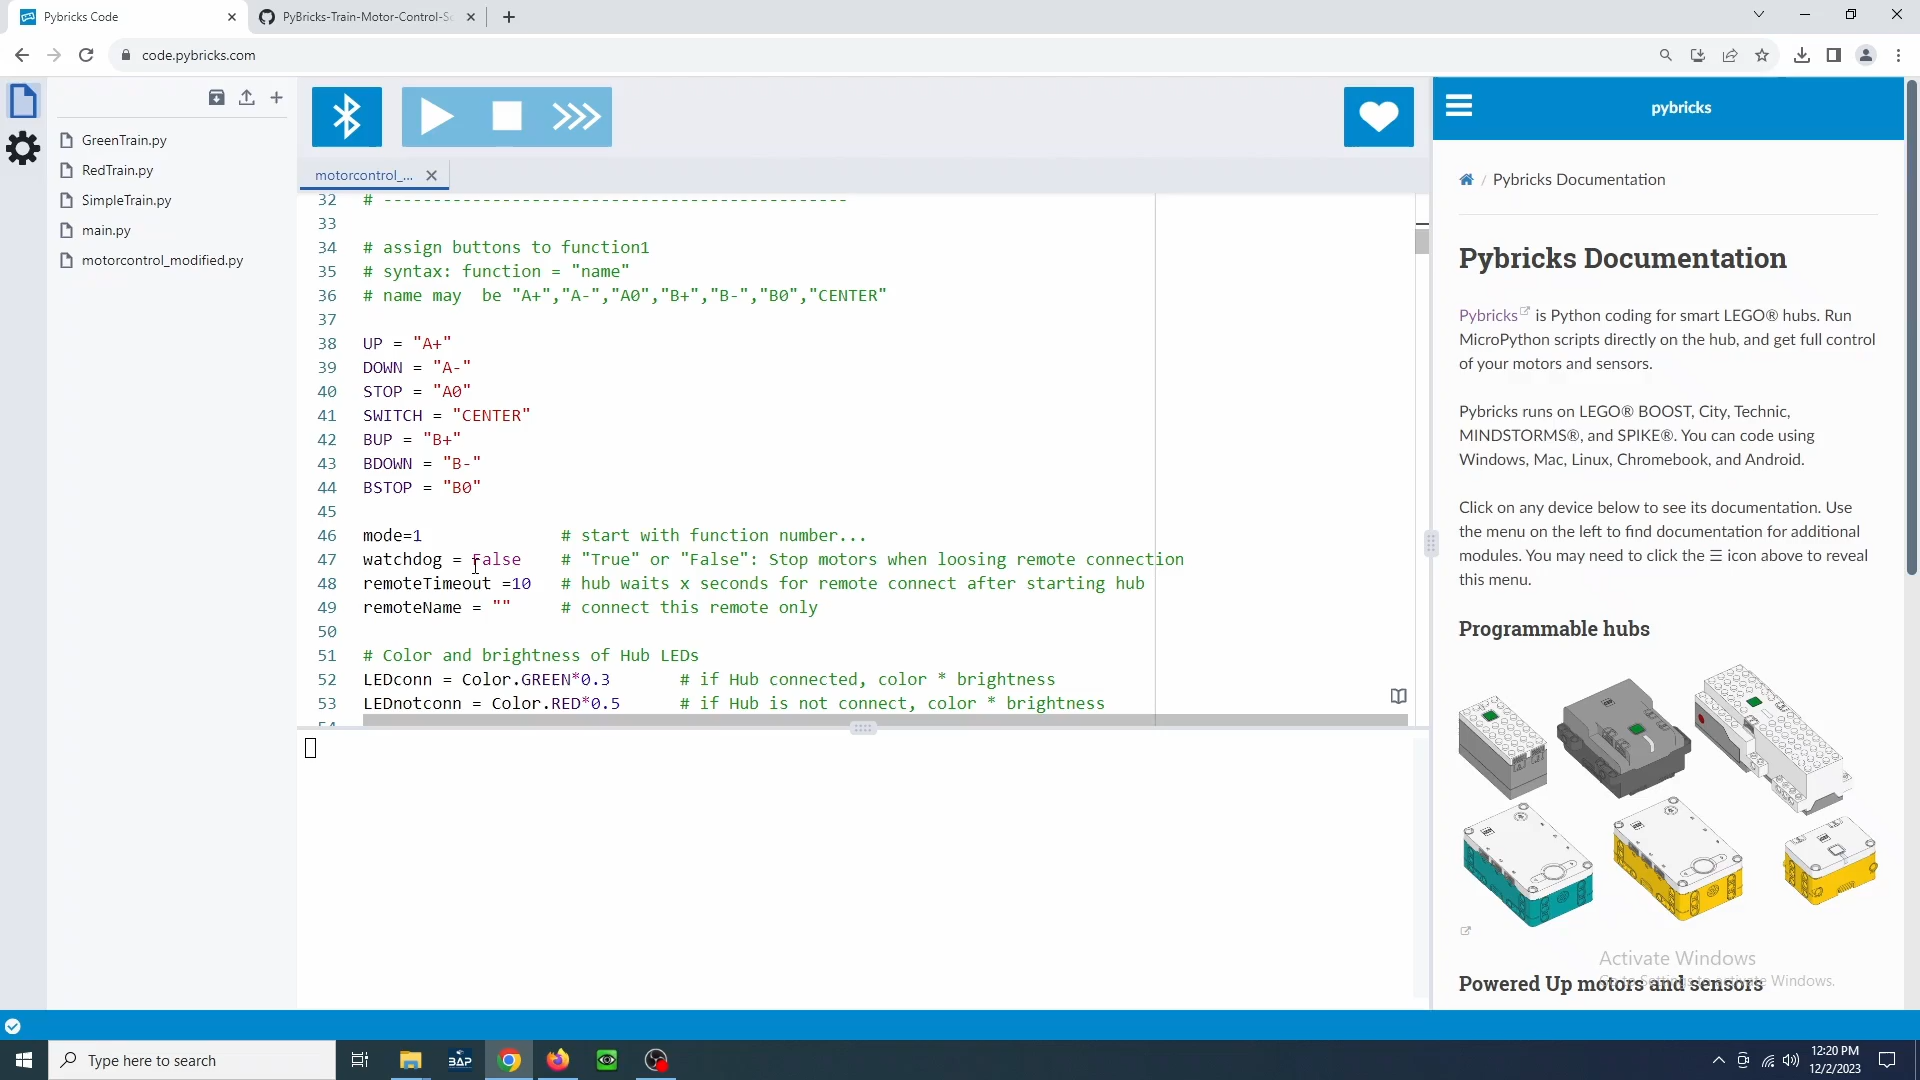 Pybricks Code
PyBricks-Train-Motor-Control-Sc
code.pybricks.com
GreenTrain.py
RedTrain.py
SimpleTrain.py
main.py
motorcontrol_modified.py
motorcontrol_...
32 # -----------------------------------------------
33
34 # assign buttons to function1
35 # syntax: function = "name"
36 # name may  be "A+","A-","A0","B+","B-","B0","CENTER"
37
38 UP = "A+"
39 DOWN = "A-"
40 STOP = "A0"
41 SWITCH = "CENTER"
42 BUP = "B+"
43 BDOWN = "B-"
44 BSTOP = "B0"
45
46 mode=1 # start with function number...
47 watchdog = False # "True" or "False": Stop motors when loosing remote connection
48 remoteTimeout =10 # hub waits x seconds for remote connect after starting hub
49 remoteName = "" # connect this remote only
50
51 # Color and brightness of Hub LEDs
52 LEDconn = Color.GREEN*0.3 # if Hub connected, color * brightness
53 LEDnotconn = Color.RED*0.5 # if Hub is not connect, color * brightness
54
pybricks
/ Pybricks Documentation
Pybricks Documentation
Pybricks is Python coding for smart LEGO® hubs. Run
MicroPython scripts directly on the hub, and get full control
of your motors and sensors.
Pybricks runs on LEGO® BOOST, City, Technic,
MINDSTORMS®, and SPIKE®. You can code using
Windows, Mac, Linux, Chromebook, and Android.
Click on any device below to see its documentation. Use
the menu on the left to find documentation for additional
modules. You may need to click the ☰ icon above to reveal
this menu.
Programmable hubs
Activate Windows
Go to Settings to activate Windows.
Powered Up motors and sensors
Type here to search
BAP
12:20 PM
12/2/2023